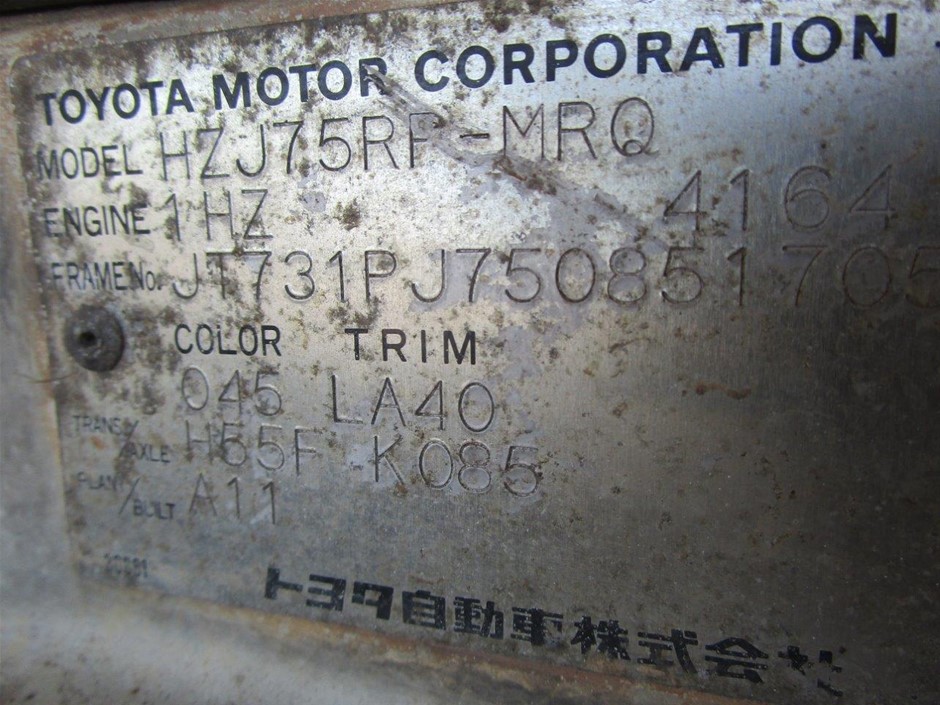 TOYOTA MOTOR CORPORATION
MODEL HZJ75RP-MRQ
ENGINE 1HZ 4164
FRAME No. JT731PJ750851705
COLOR TRIM
045 LA40
TRANS/AXLE H55F K085
PLANT/BUILT A11
トヨタ自動車株式会社